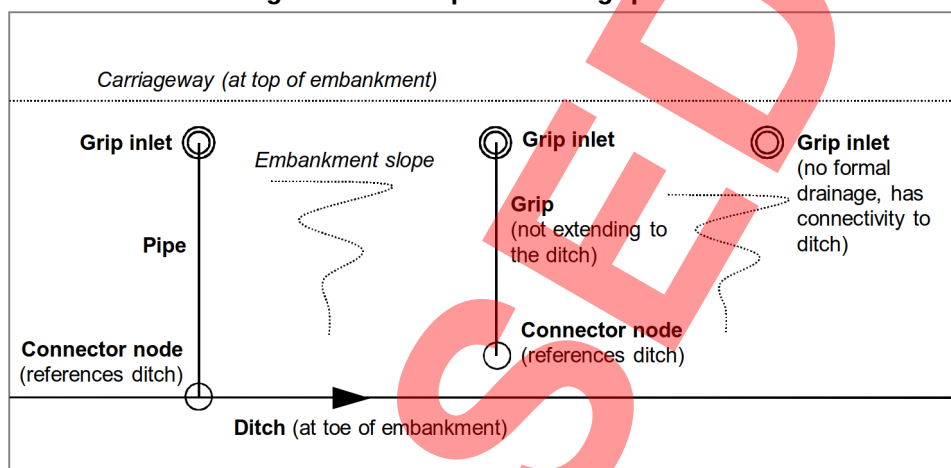 Carriageway (at top of embankment)
Grip inlet
Grip inlet
Grip inlet
(no formal
drainage, has
connectivity to
ditch)
Embankment slope
Grip
(not extending to
the ditch)
Pipe
Connector node
(references ditch)
Connector node
(references ditch)
Ditch (at toe of embankment)
SED